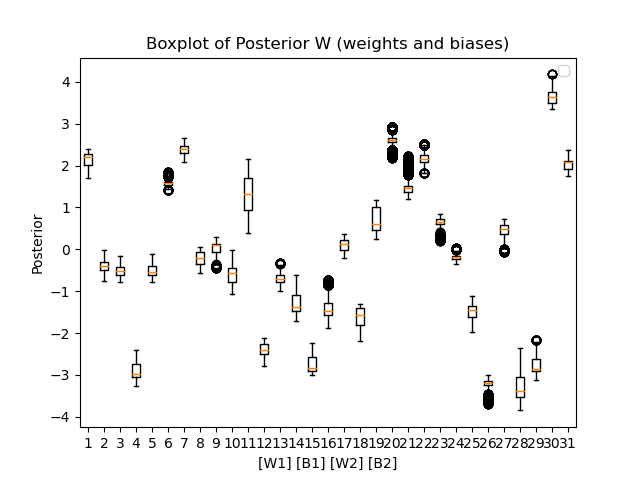 Boxplot of Posterior W (weights and biases)
4
3
2
1
0
−1
−2
−3
−4
Posterior
1 2 3 4 5 6 7 8 9 10 11 12 13 14 15 16 17 18 19 20 21 22 23 24 25 26 27 28 29 30 31
[W1] [B1] [W2] [B2]